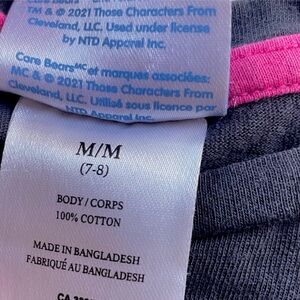 TM & © 2021 Those Characters From
Cleveland, LLC. Used under license
by NTD Apparel Inc.
Care Bears MC et marques associées:
MC & © 2021 Those Characters From
Cleveland, LLC. Utilisé sous licence par
NTD Apparel Inc.
M/M
(7-8)
BODY / CORPS
100% COTTON
MADE IN BANGLADESH
FABRIQUÉ AU BANGLADESH
CA